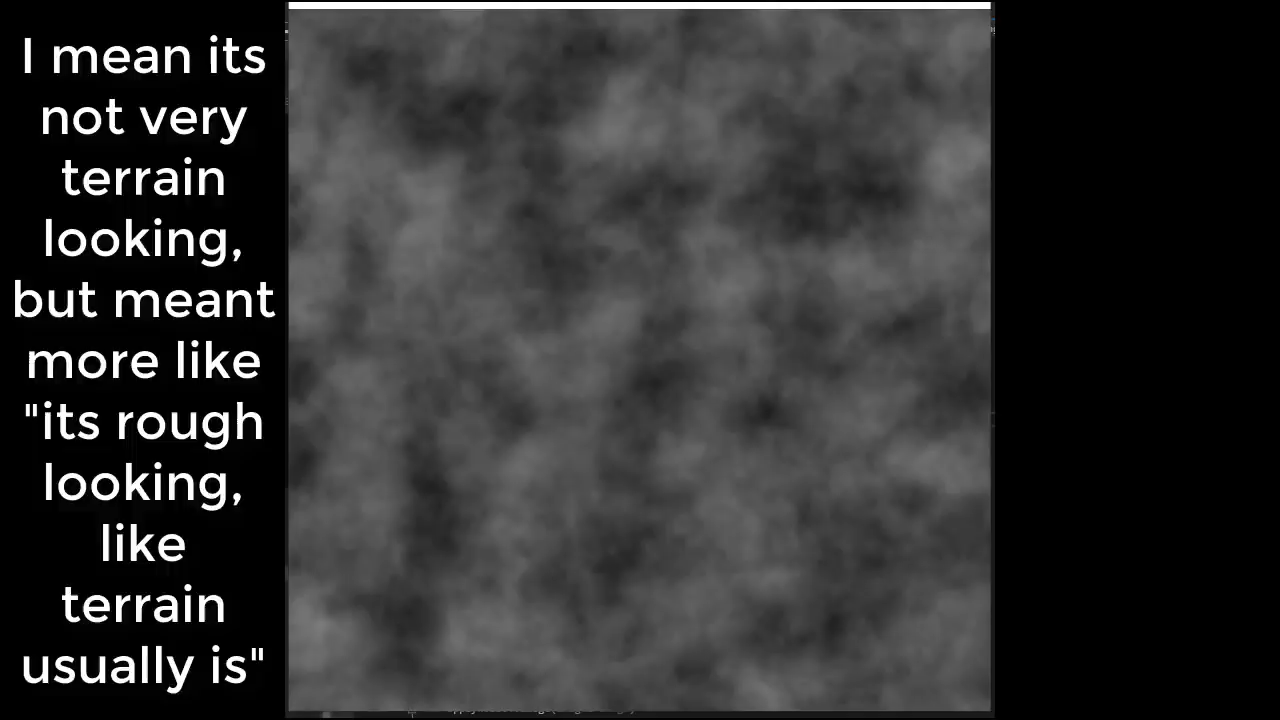 I mean its
not very
terrain
looking,
but meant
more like
"its rough
looking,
like
terrain
usually is"